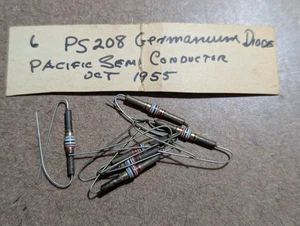 6 PS208 Germanium Diode
PACIFIC SEMI CONDUCTOR
OCT 1955